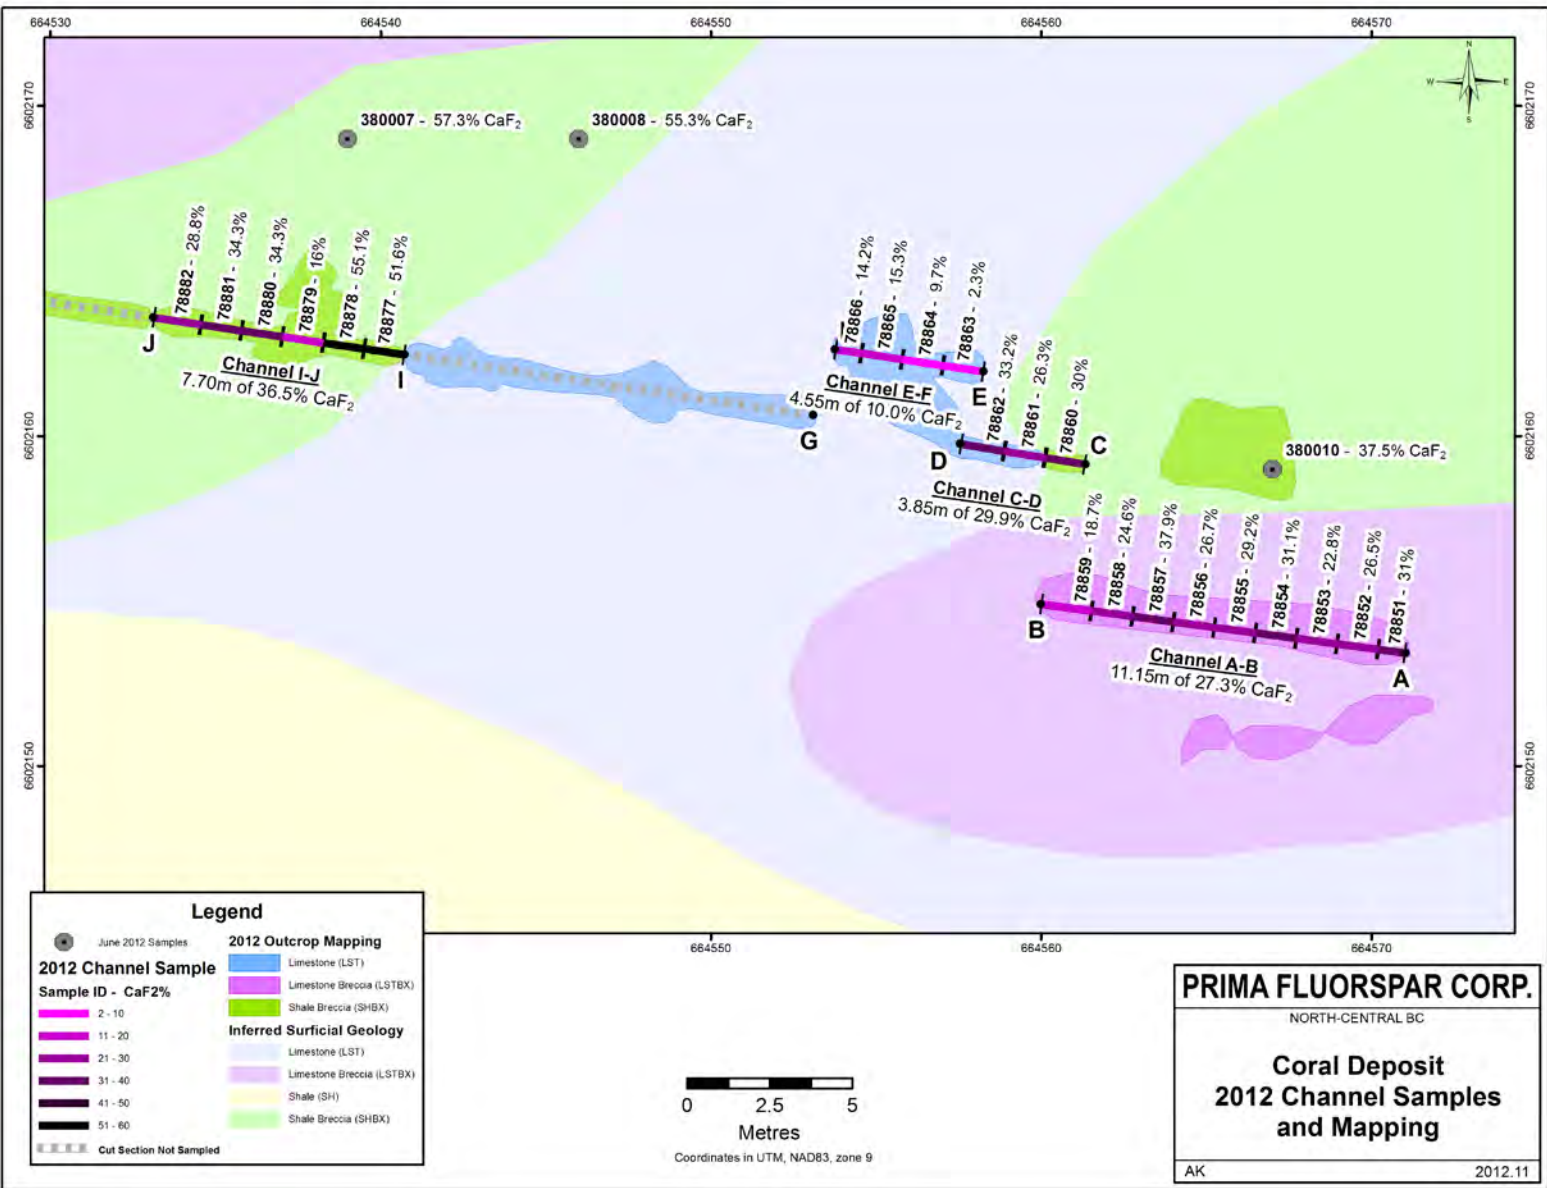 664530
664540
664550
664560
664570
6602170
6602170
6602160
6602160
6602150
6602150
N
W
E
S
380007 - 57.3% CaF₂
380008 - 55.3% CaF₂
78882 - 28.8%
78881 - 34.3%
78880 - 34.3%
78879 - 16%
78878 - 55.1%
78877 - 51.6%
J
I
Channel I-J
7.70m of 36.5% CaF₂
G
78866 - 14.2%
78865 - 15.3%
78864 - 9.7%
78863 - 2.3%
E
Channel E-F
4.55m of 10.0% CaF₂
78862 - 33.2%
78861 - 26.3%
78860 - 30%
C
D
Channel C-D
3.85m of 29.9% CaF₂
380010 - 37.5% CaF₂
78859 - 18.7%
78858 - 24.6%
78857 - 37.9%
78856 - 26.7%
78855 - 29.2%
78854 - 31.1%
78853 - 22.8%
78852 - 26.5%
78851 - 31%
B
A
Channel A-B
11.15m of 27.3% CaF₂
664550
664560
664570
Legend
June 2012 Samples
2012 Channel Sample
Sample ID - CaF2%
2 - 10
11 - 20
21 - 30
31 - 40
41 - 50
51 - 60
Cut Section Not Sampled
2012 Outcrop Mapping
Limestone (LST)
Limestone Breccia (LSTBX)
Shale Breccia (SHBX)
Inferred Surficial Geology
Limestone (LST)
Limestone Breccia (LSTBX)
Shale (SH)
Shale Breccia (SHBX)
0
2.5
5
Metres
Coordinates in UTM, NAD83, zone 9
PRIMA FLUORSPAR CORP.
NORTH-CENTRAL BC
Coral Deposit
2012 Channel Samples
and Mapping
AK
2012.11